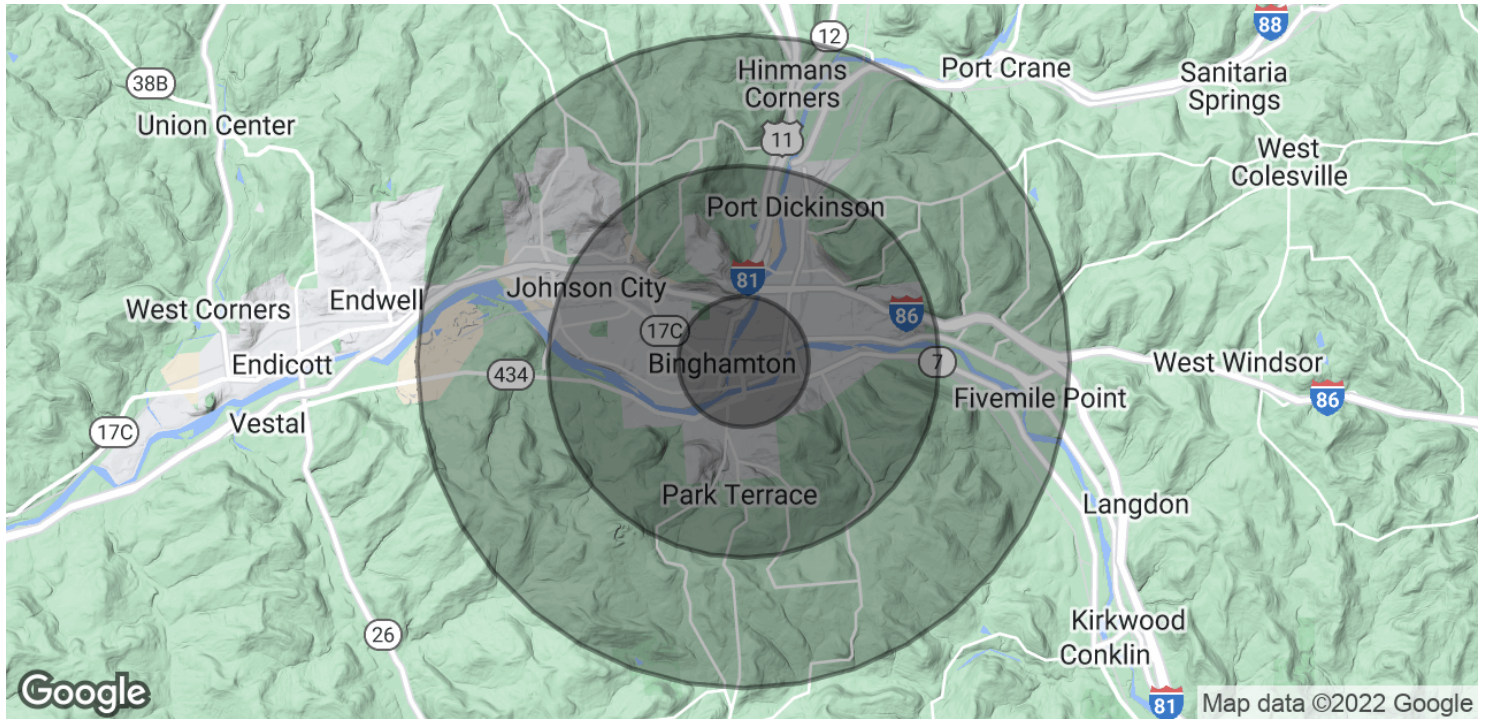 88
12
Port Crane
Hinmans
Corners
Sanitaria
Springs
38B
Union Center
11
West
Colesville
Port Dickinson
81
Johnson City
Endwell
West Corners
86
17C
Endicott
Binghamton
7
West Windsor
434
Fivemile Point
86
Vestal
17C
Park Terrace
Langdon
26
Kirkwood
Conklin
Google
81
Map data ©2022 Google